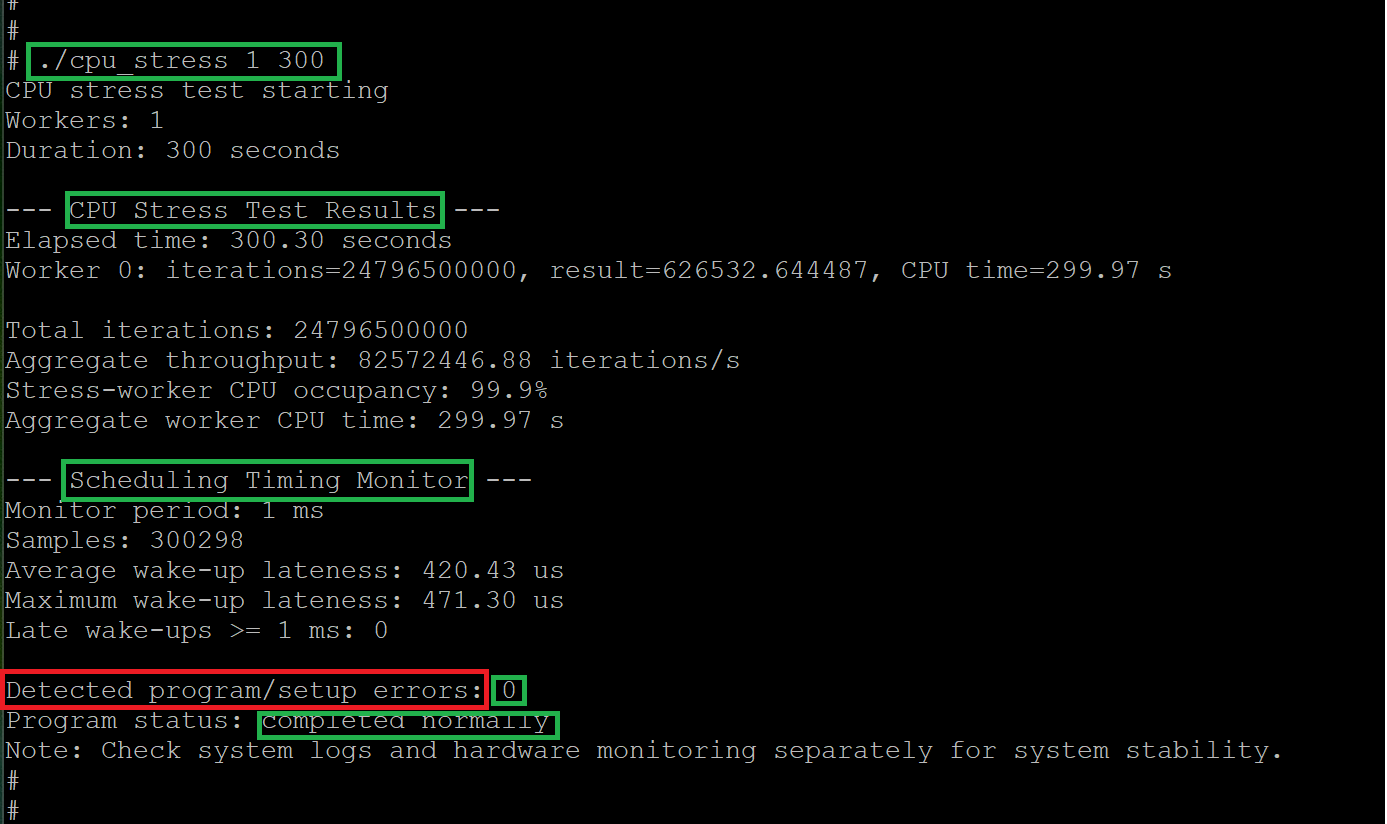 #
#
# ./cpu_stress 1 300
CPU stress test starting
Workers: 1
Duration: 300 seconds
--- CPU Stress Test Results ---
Elapsed time: 300.30 seconds
Worker 0: iterations=24796500000, result=626532.644487, CPU time=299.97 s
Total iterations: 24796500000
Aggregate throughput: 82572446.88 iterations/s
Stress-worker CPU occupancy: 99.9%
Aggregate worker CPU time: 299.97 s
--- Scheduling Timing Monitor ---
Monitor period: 1 ms
Samples: 300298
Average wake-up lateness: 420.43 us
Maximum wake-up lateness: 471.30 us
Late wake-ups >= 1 ms: 0
Detected program/setup errors: 0
Program status: completed normally
Note: Check system logs and hardware monitoring separately for system stability.
#
#